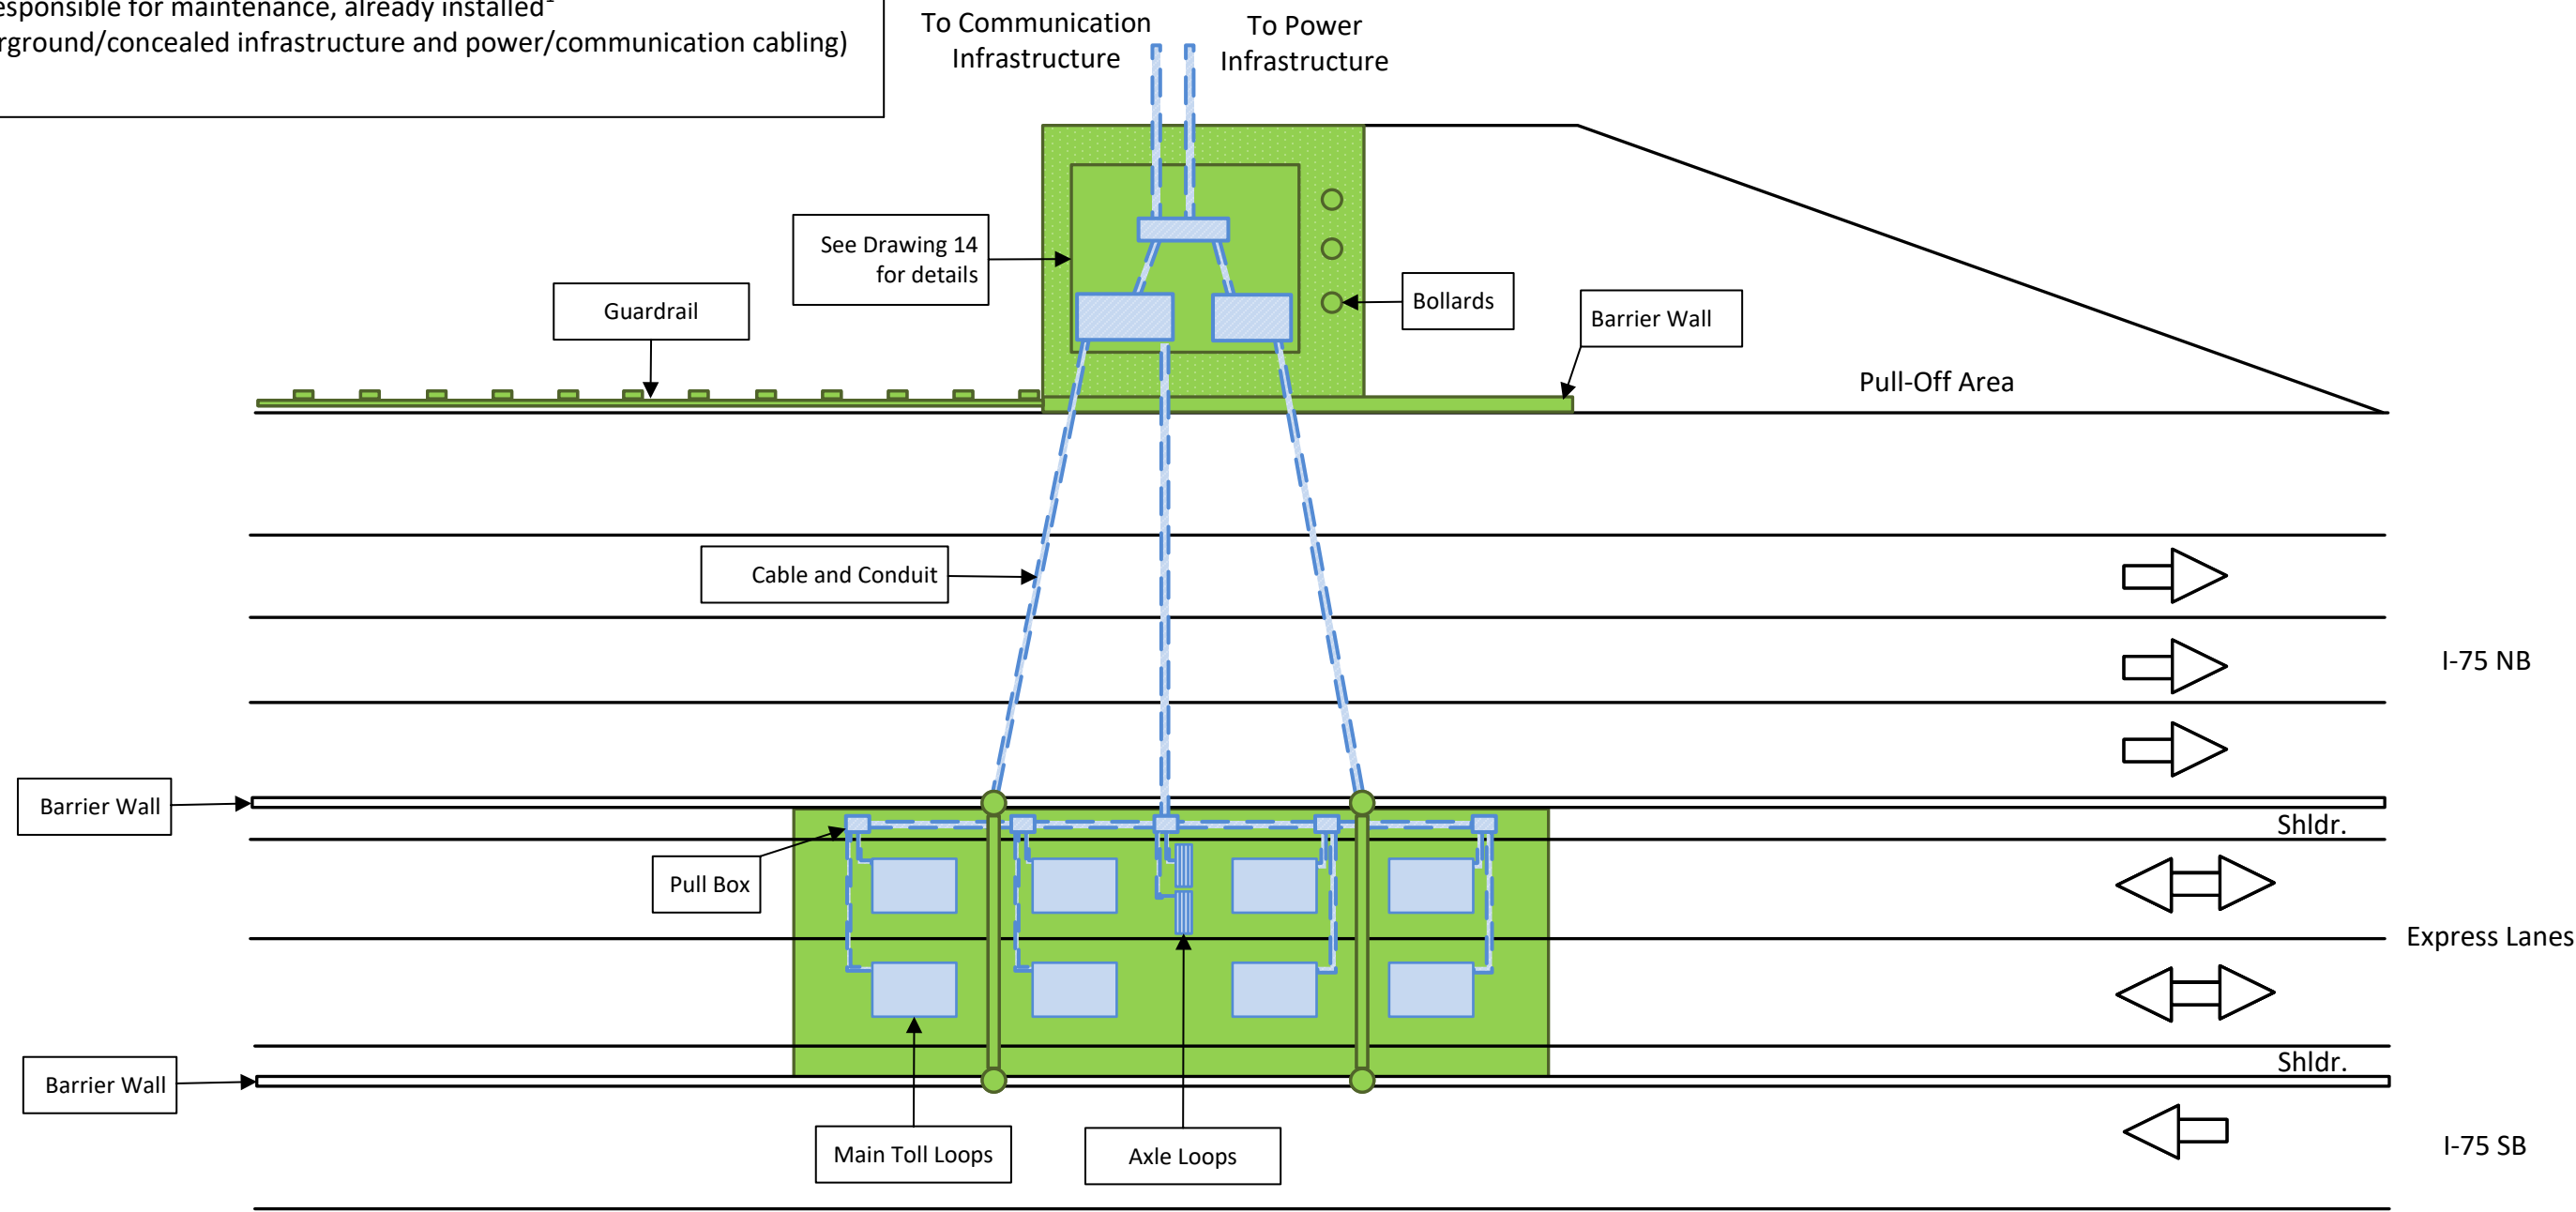 responsible for maintenance, already installed¹
rground/concealed infrastructure and power/communication cabling)
To Communication
Infrastructure
To Power
Infrastructure
See Drawing 14
for details
Guardrail
Bollards
Barrier Wall
Pull-Off Area
Cable and Conduit
I-75 NB
Barrier Wall
Shldr.
Pull Box
Express Lanes
Shldr.
Barrier Wall
Main Toll Loops
Axle Loops
I-75 SB